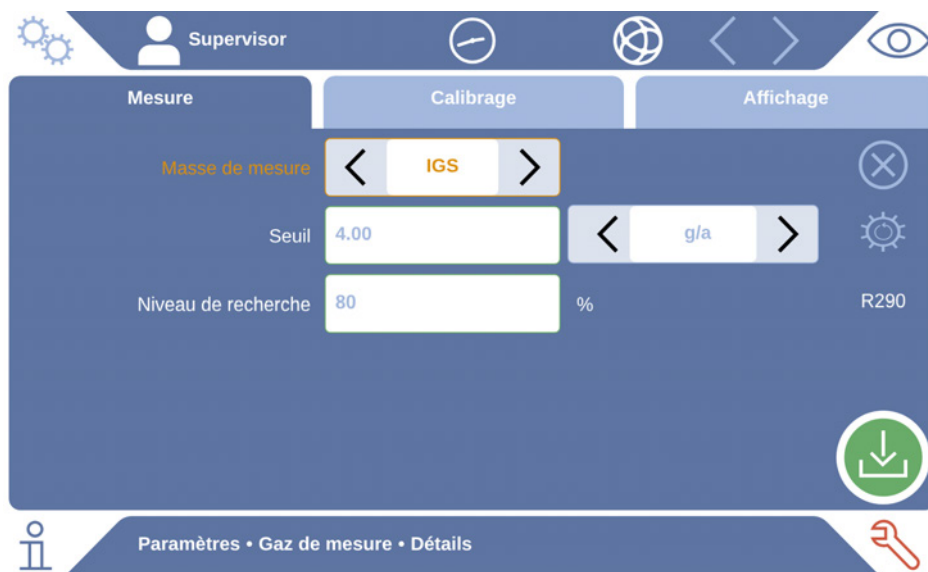 Supervisor
Mesure Calibrage Affichage
Masse de mesure IGS
Seuil 4.00 g/a
Niveau de recherche 80 % R290
Paramètres • Gaz de mesure • Détails